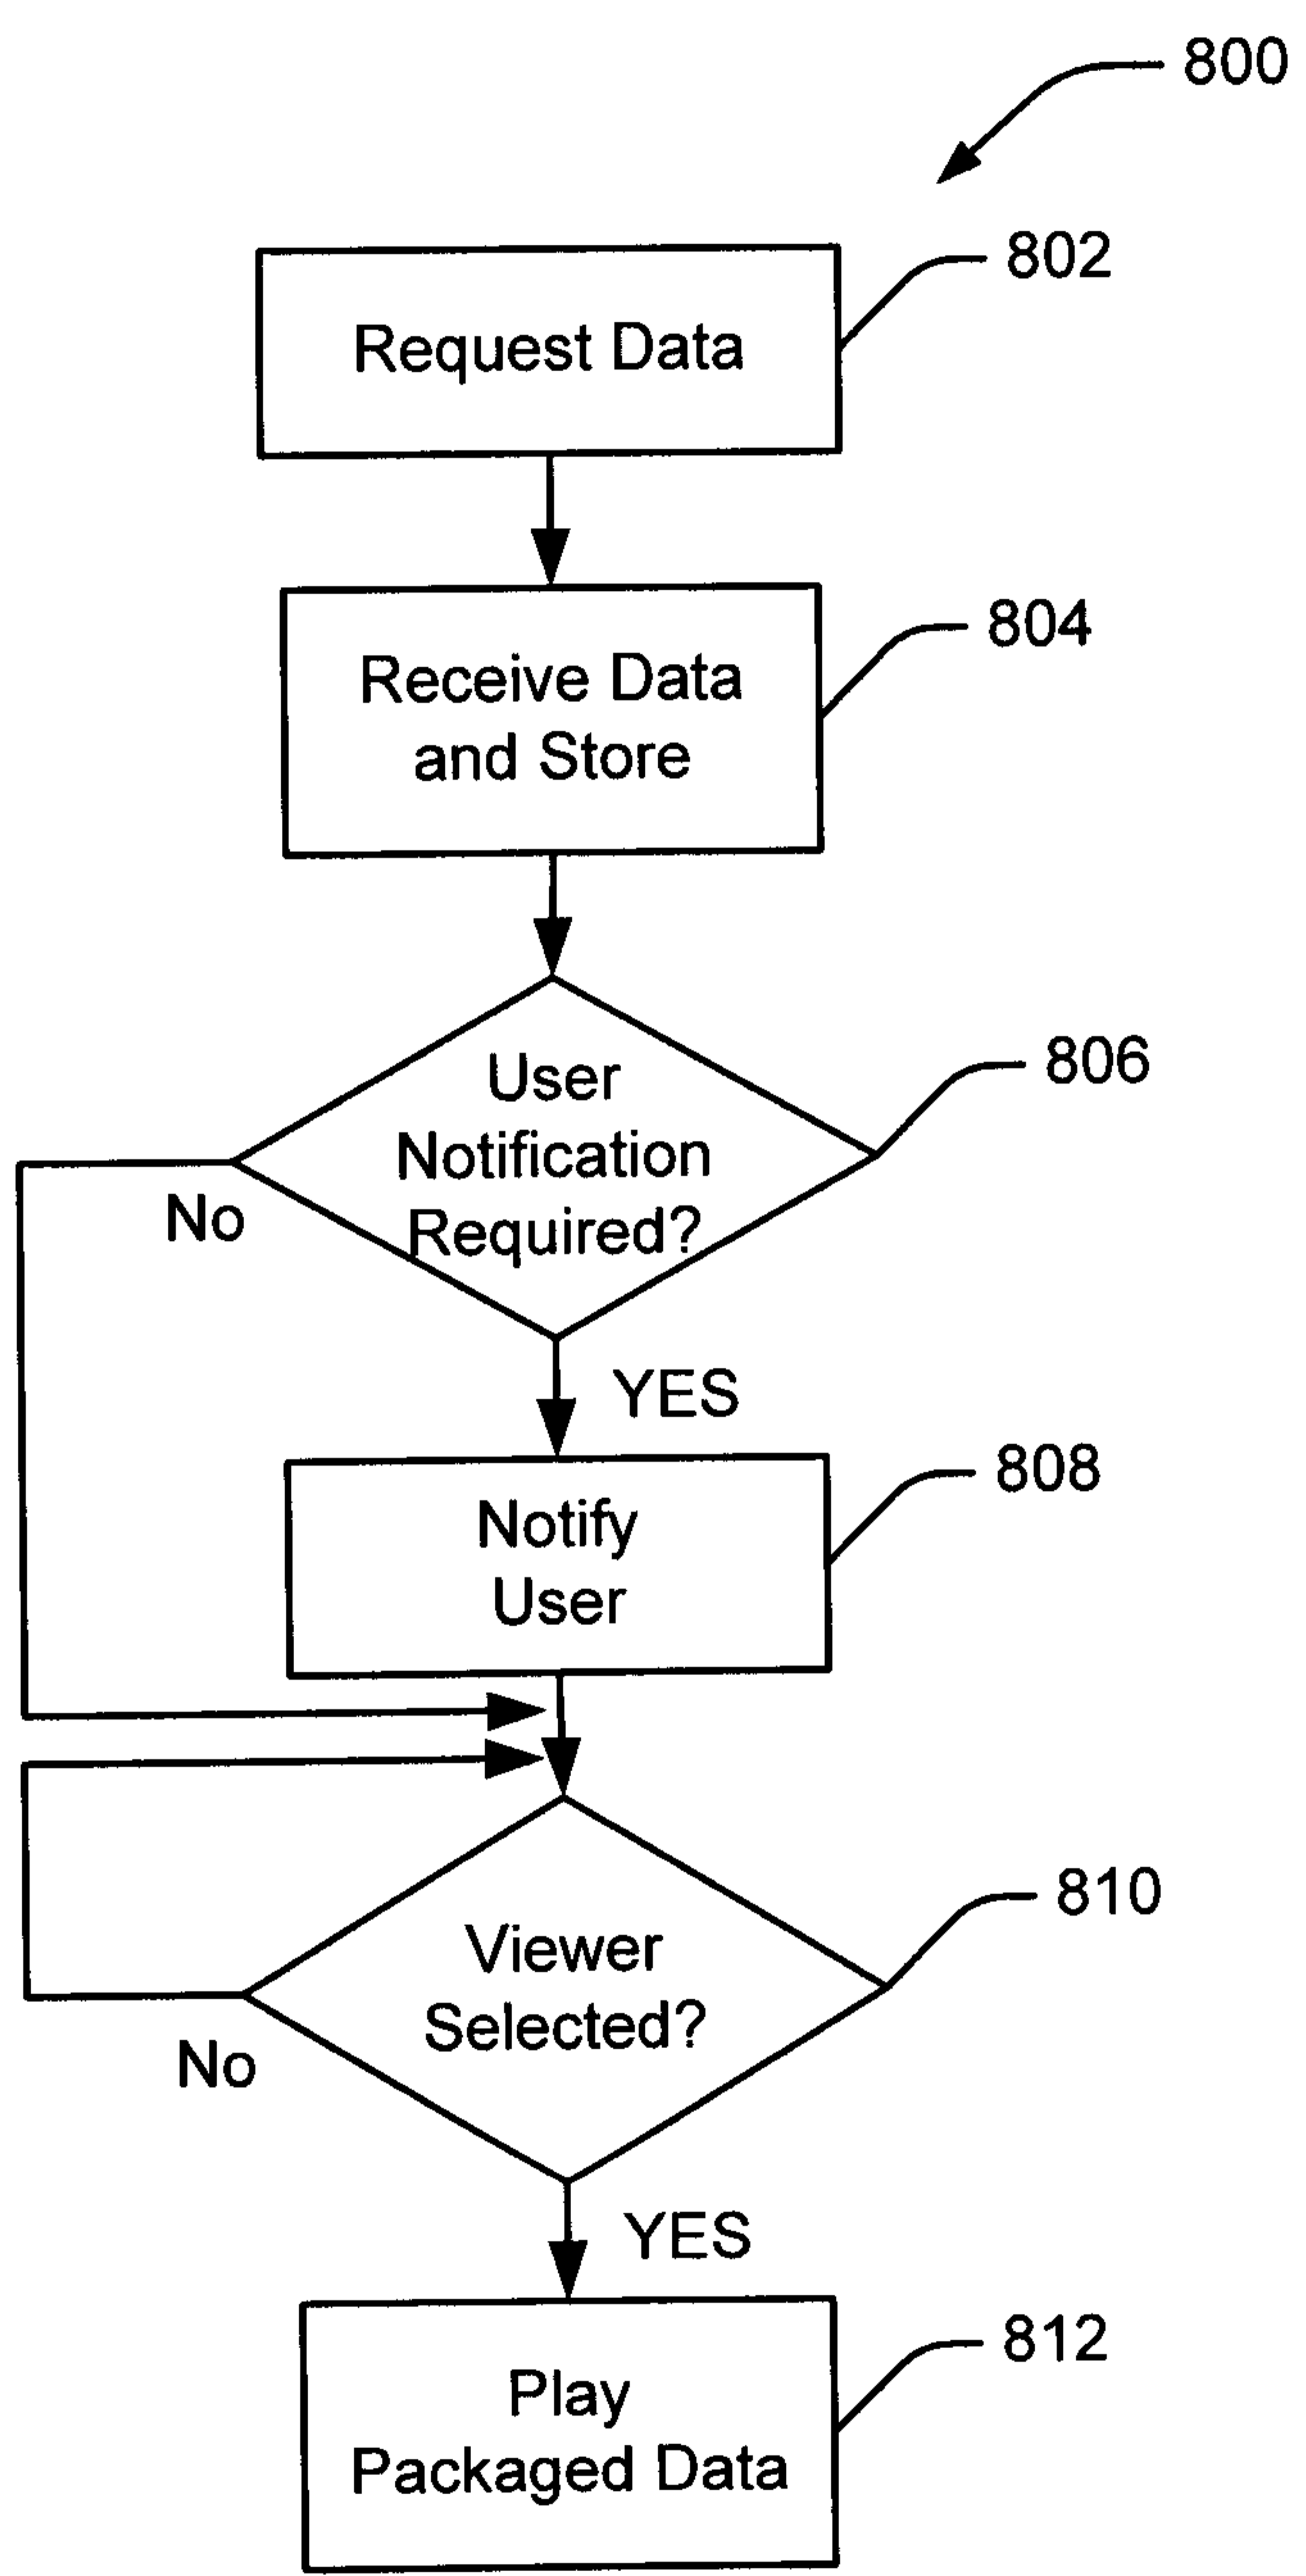 800
802
Request Data
804
Receive Data
and Store
806
User
Notification
Required?
No
YES
808
Notify
User
810
Viewer
Selected?
No
YES
812
Play
Packaged Data